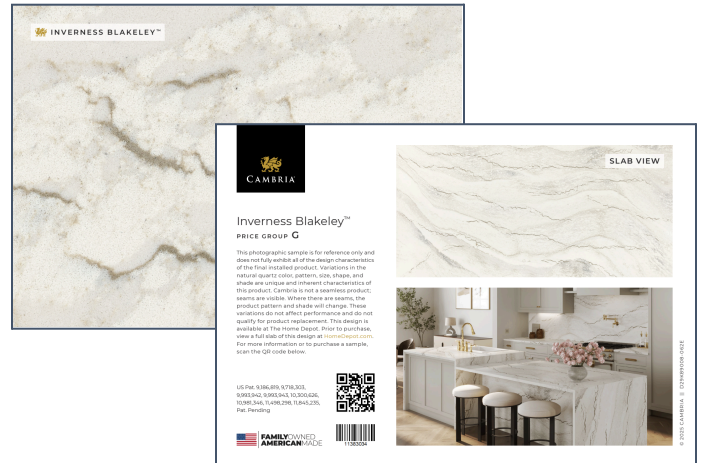 INVERNESS BLAKELEY™
CAMBRIA®
SLAB VIEW
Inverness Blakeley™
PRICE GROUP G
This photographic sample is for reference only and
does not fully exhibit all of the design characteristics
of the final installed product. Variations in the
natural quartz color, pattern, size, shape, and
shade are unique and inherent characteristics of
this product. Cambria is not a seamless product;
seams are visible. Where there are seams, the
product pattern and shade will change. These
variations do not affect performance and do not
qualify for product replacement. This design is
available at The Home Depot. Prior to purchase,
view a full slab of this design at HomeDepot.com.
For more information or to purchase a sample,
scan the QR code below.
US Pat. 9,186,819, 9,718,303,
9,993,942, 9,993,943, 10,300,626,
10,981,346, 11,498,298, 11,845,235,
Pat. Pending
FAMILYOWNED
AMERICANMADE
11383034